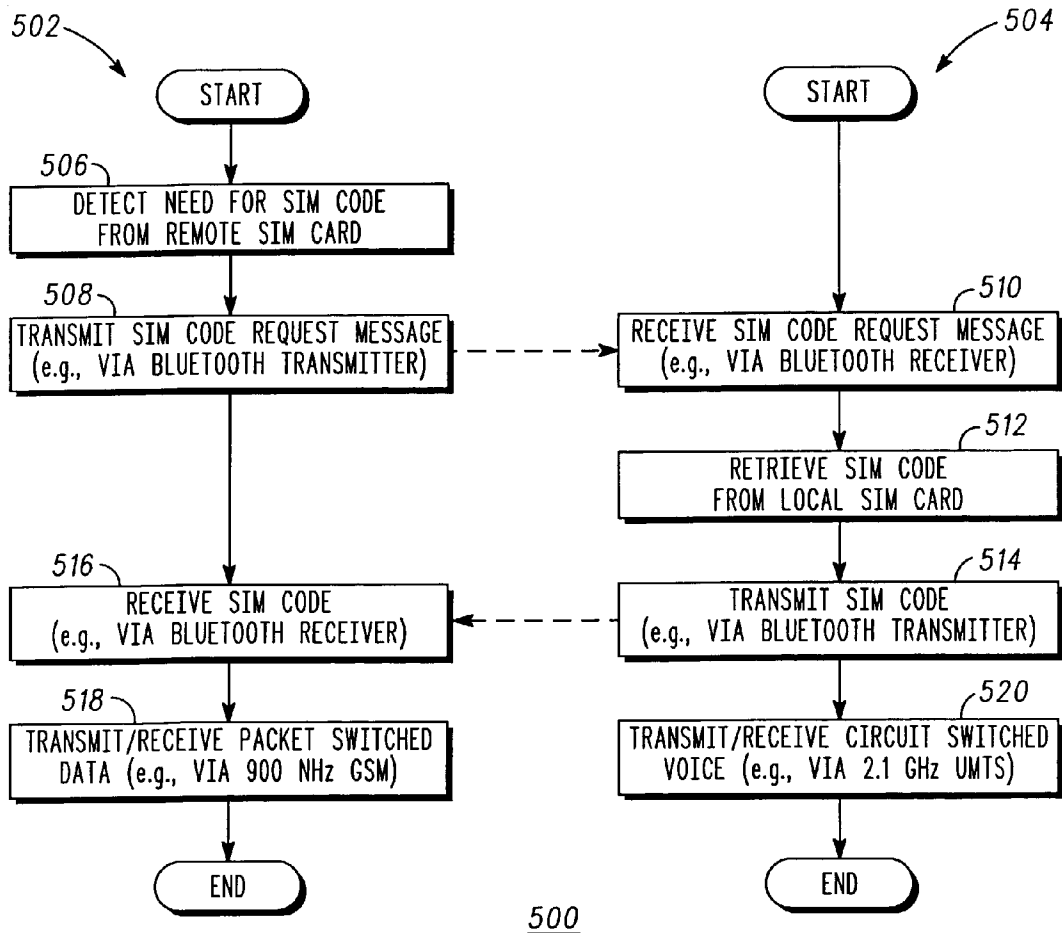 502
504
START
START
506
DETECT NEED FOR SIM CODE
FROM REMOTE SIM CARD
508
TRANSMIT SIM CODE REQUEST MESSAGE
(e.g., VIA BLUETOOTH TRANSMITTER)
510
RECEIVE SIM CODE REQUEST MESSAGE
(e.g., VIA BLUETOOTH RECEIVER)
512
RETRIEVE SIM CODE
FROM LOCAL SIM CARD
516
RECEIVE SIM CODE
(e.g., VIA BLUETOOTH RECEIVER)
514
TRANSMIT SIM CODE
(e.g., VIA BLUETOOTH TRANSMITTER)
518
TRANSMIT/RECEIVE PACKET SWITCHED
DATA (e.g., VIA 900 NHz GSM)
520
TRANSMIT/RECEIVE CIRCUIT SWITCHED
VOICE (e.g., VIA 2.1 GHz UMTS)
END
END
500